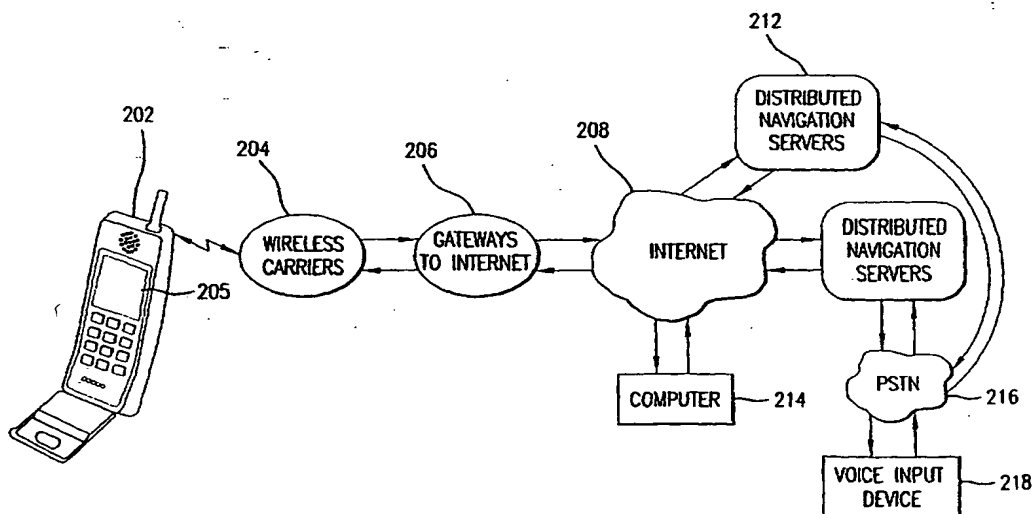 212
DISTRIBUTED
NAVIGATION
SERVERS
202
204
206
208
WIRELESS
CARRIERS
GATEWAYS
TO INTERNET
INTERNET
DISTRIBUTED
NAVIGATION
SERVERS
205
COMPUTER
214
PSTN
216
VOICE INPUT
DEVICE
218